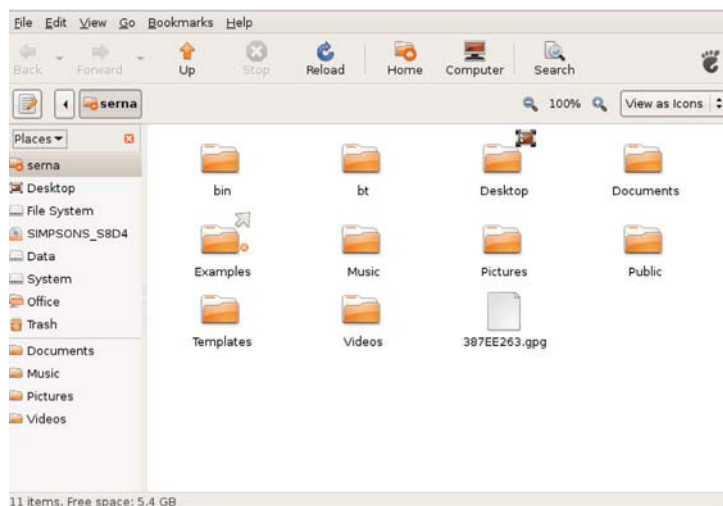 File Edit View Go Bookmarks Help
Back Forward Up Stop Reload Home Computer Search
serna 100% View as Icons
Places
serna
Desktop
File System
SIMPSONS_S8D4
Data
System
Office
Trash
Documents
Music
Pictures
Videos
bin bt Desktop Documents
Examples Music Pictures Public
Templates Videos 387EE263.gpg
11 items, Free space: 5.4 GB